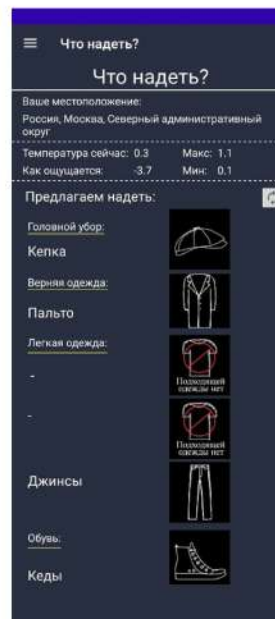 Что надеть?
Что надеть?
Ваше местоположение:
Россия, Москва, Северный административный
округ
Температура сейчас: 0.3 Макс: 1.1
Как ощущается: -3.7 Мин: 0.1
Предлагаем надеть:
Головной убор:
Кепка
Верняя одежда:
Пальто
Легкая одежда:
-
Подходящей
одежды нет
-
Подходящей
одежды нет
Джинсы
Обувь:
Кеды